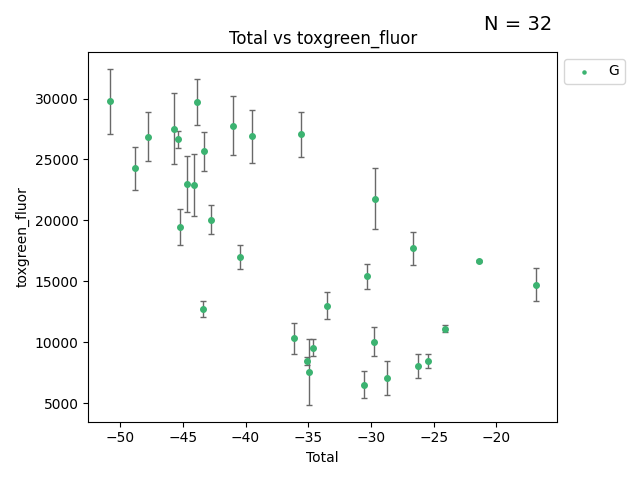 N = 32
Total vs toxgreen_fluor
G
toxgreen_fluor
30000
25000
20000
15000
10000
5000
−50 −45 −40 −35 −30 −25 −20
Total